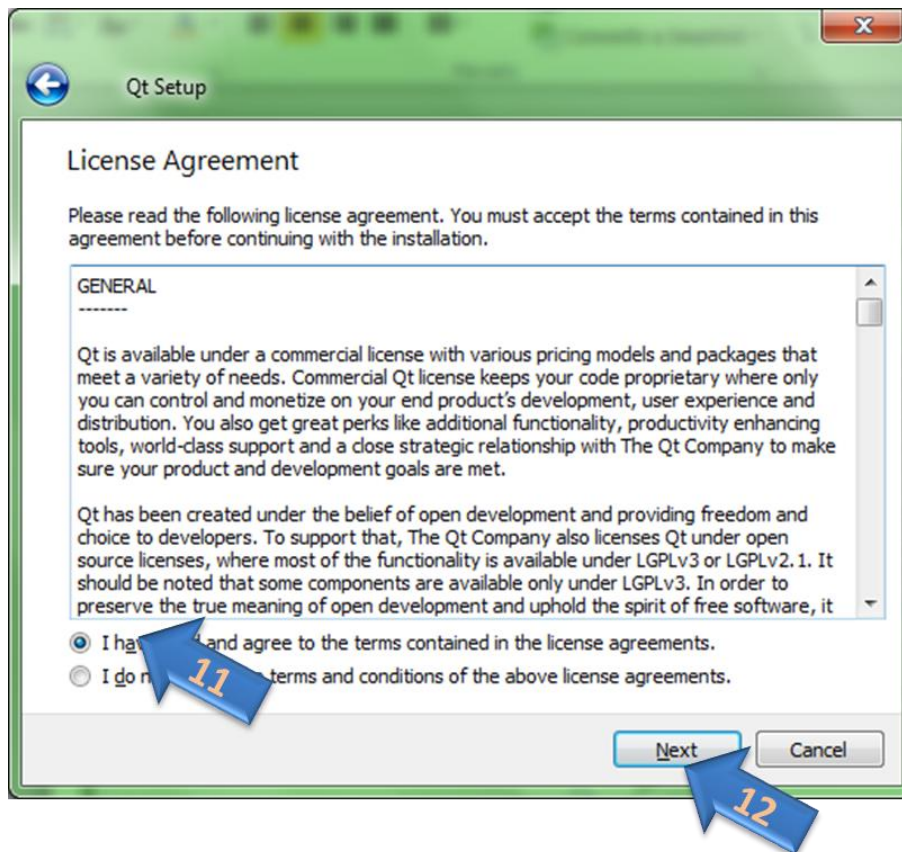 Qt Setup
License Agreement
Please read the following license agreement. You must accept the terms contained in this
agreement before continuing with the installation.
GENERAL
-------
Qt is available under a commercial license with various pricing models and packages that
meet a variety of needs. Commercial Qt license keeps your code proprietary where only
you can control and monetize on your end product's development, user experience and
distribution. You also get great perks like additional functionality, productivity enhancing
tools, world-class support and a close strategic relationship with The Qt Company to make
sure your product and development goals are met.
Qt has been created under the belief of open development and providing freedom and
choice to developers. To support that, The Qt Company also licenses Qt under open
source licenses, where most of the functionality is available under LGPLv3 or LGPLv2.1. It
should be noted that some components are available only under LGPLv3. In order to
preserve the true meaning of open development and uphold the spirit of free software, it
I and agree to the terms contained in the license agreements.
11
I do terms and conditions of the above license agreements.
Next
Cancel
12